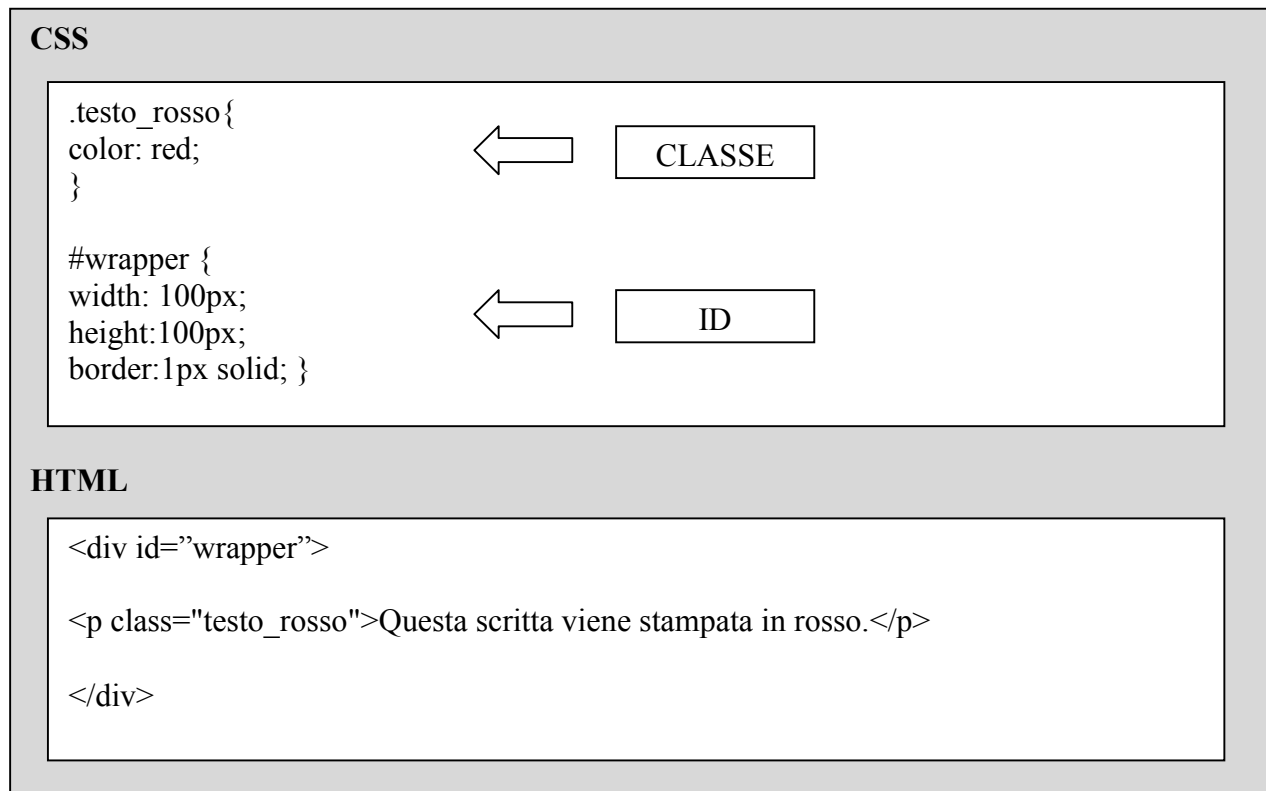 CSS
.testo_rosso{
color: red;
}
CLASSE
#wrapper {
width: 100px;
height:100px;
border:1px solid; }
ID
HTML
<div id=”wrapper”>
<p class="testo_rosso">Questa scritta viene stampata in rosso.</p>
</div>